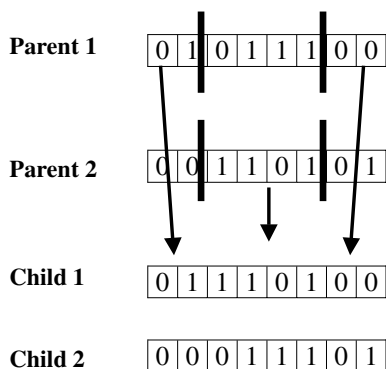 Parent 1 0 1 0 1 1 1 0 0
Parent 2 0 0 1 1 0 1 0 1
Child 1 0 1 1 1 0 1 0 0
Child 2 0 0 0 1 1 1 0 1